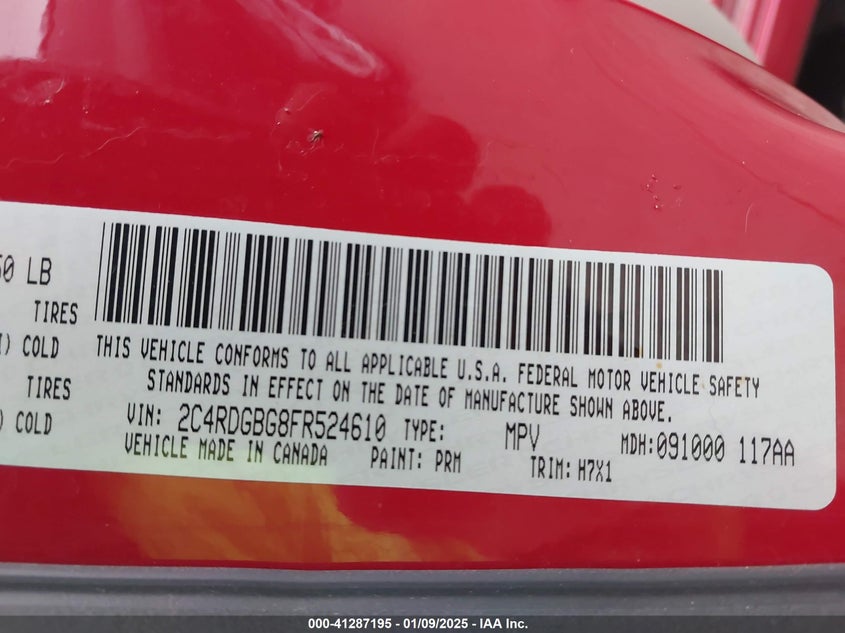 50 LB
TIRES
) COLD
TIRES
) COLD
THIS VEHICLE CONFORMS TO ALL APPLICABLE U.S.A. FEDERAL MOTOR VEHICLE SAFETY
STANDARDS IN EFFECT ON THE DATE OF MANUFACTURE SHOWN ABOVE.
VIN: 2C4RDGBG8FR524610 TYPE: MPV MDH:091000 117AA
VEHICLE MADE IN CANADA PAINT: PRM TRIM: H7X1
000-41287195 - 01/09/2025 - IAA Inc.